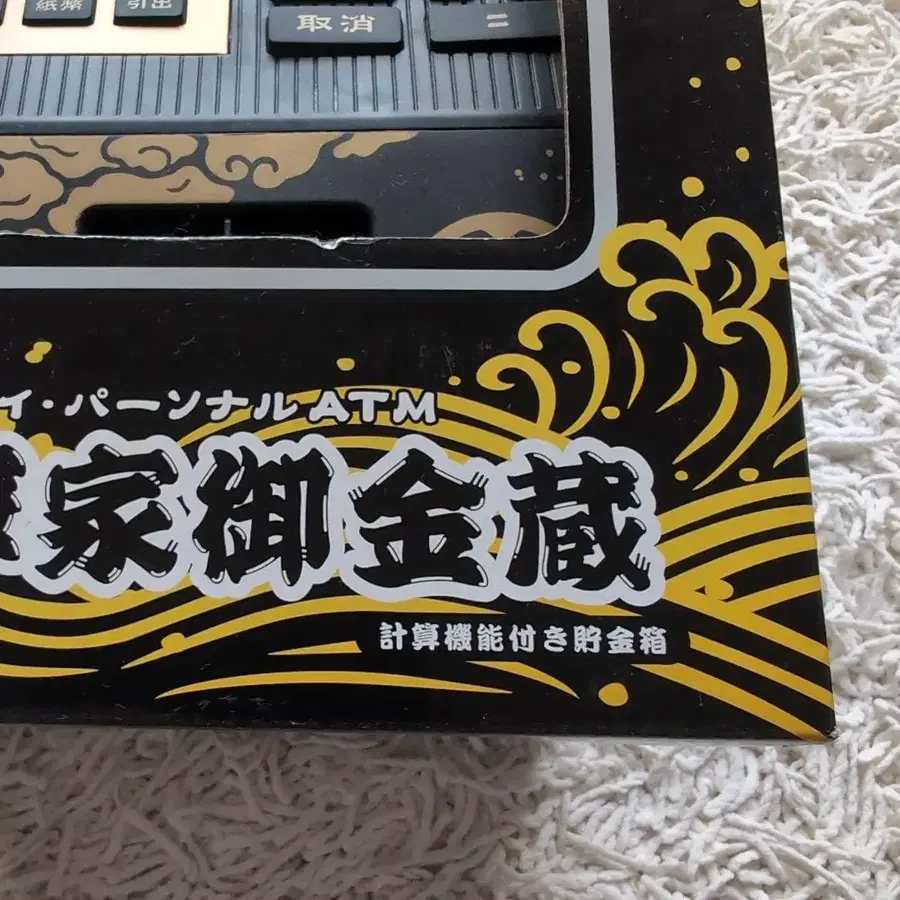 紙幣 引出 取消 =
イ・パーソナルATM
家御金蔵
計算機能付き貯金箱